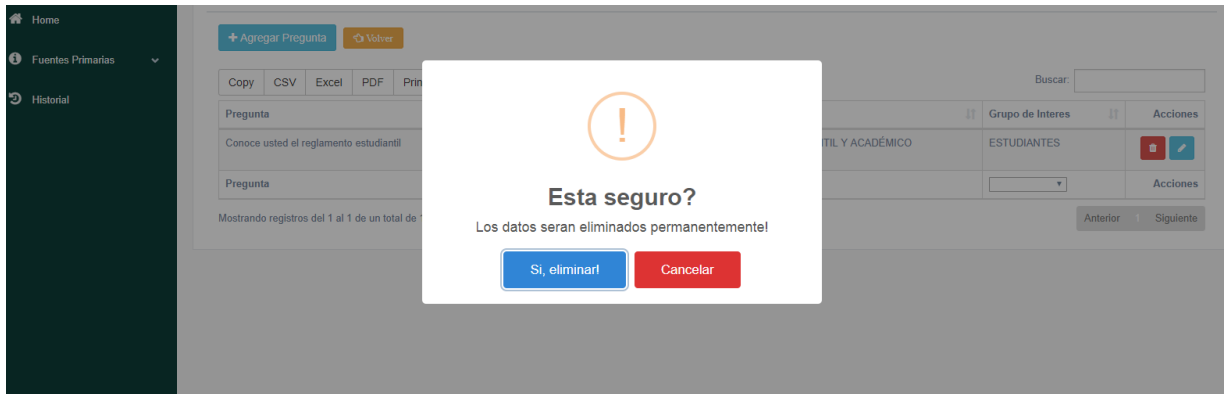 Home
Fuentes Primarias
Historial
+ Agregar Pregunta
Volver
Copy CSV Excel PDF
Buscar:
Pregunta Grupo de Interes Acciones
Conoce usted el reglamento estudiantil Y ACADÉMICO ESTUDIANTES
Pregunta Acciones
Mostrando registros del 1 al 1 de un total de
Anterior 1 Siguiente
!
Esta seguro?
Los datos seran eliminados permanentemente!
Si, eliminar!
Cancelar